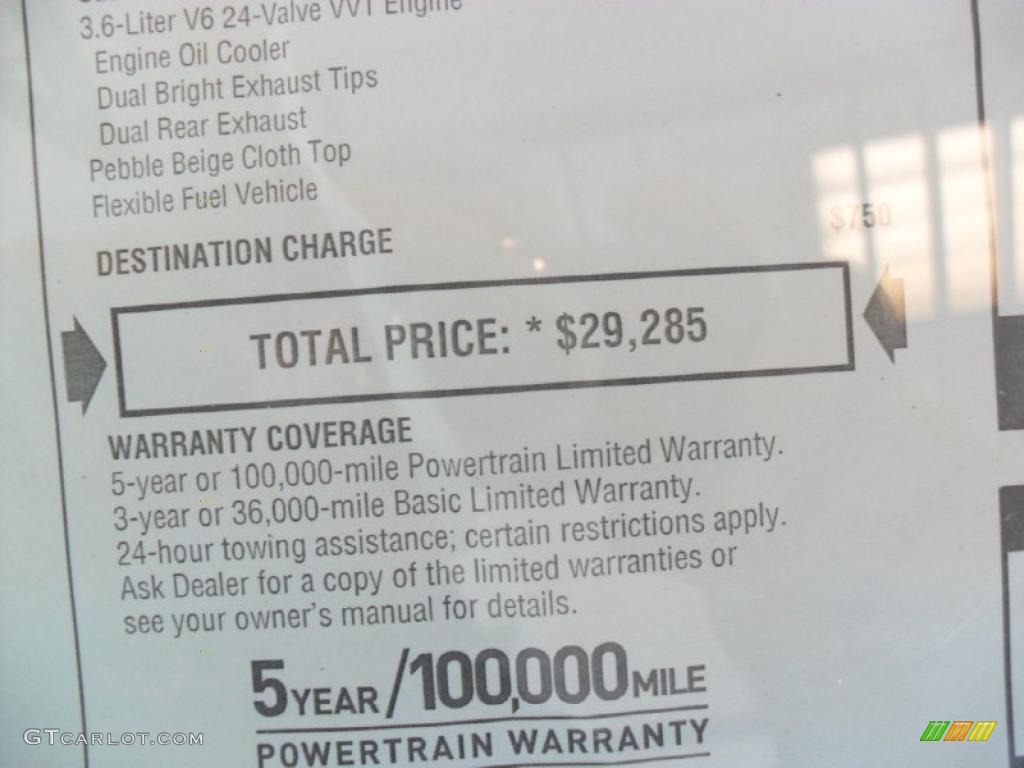 3.6-Liter V6 24-Valve VVT Engine
Engine Oil Cooler
Dual Bright Exhaust Tips
Dual Rear Exhaust
Pebble Beige Cloth Top
Flexible Fuel Vehicle
$750
DESTINATION CHARGE
TOTAL PRICE: * $29,285
WARRANTY COVERAGE
5-year or 100,000-mile Powertrain Limited Warranty.
3-year or 36,000-mile Basic Limited Warranty.
24-hour towing assistance; certain restrictions apply.
Ask Dealer for a copy of the limited warranties or
see your owner's manual for details.
5 YEAR/100,000 MILE
POWERTRAIN WARRANTY
GTCARLOT.COM